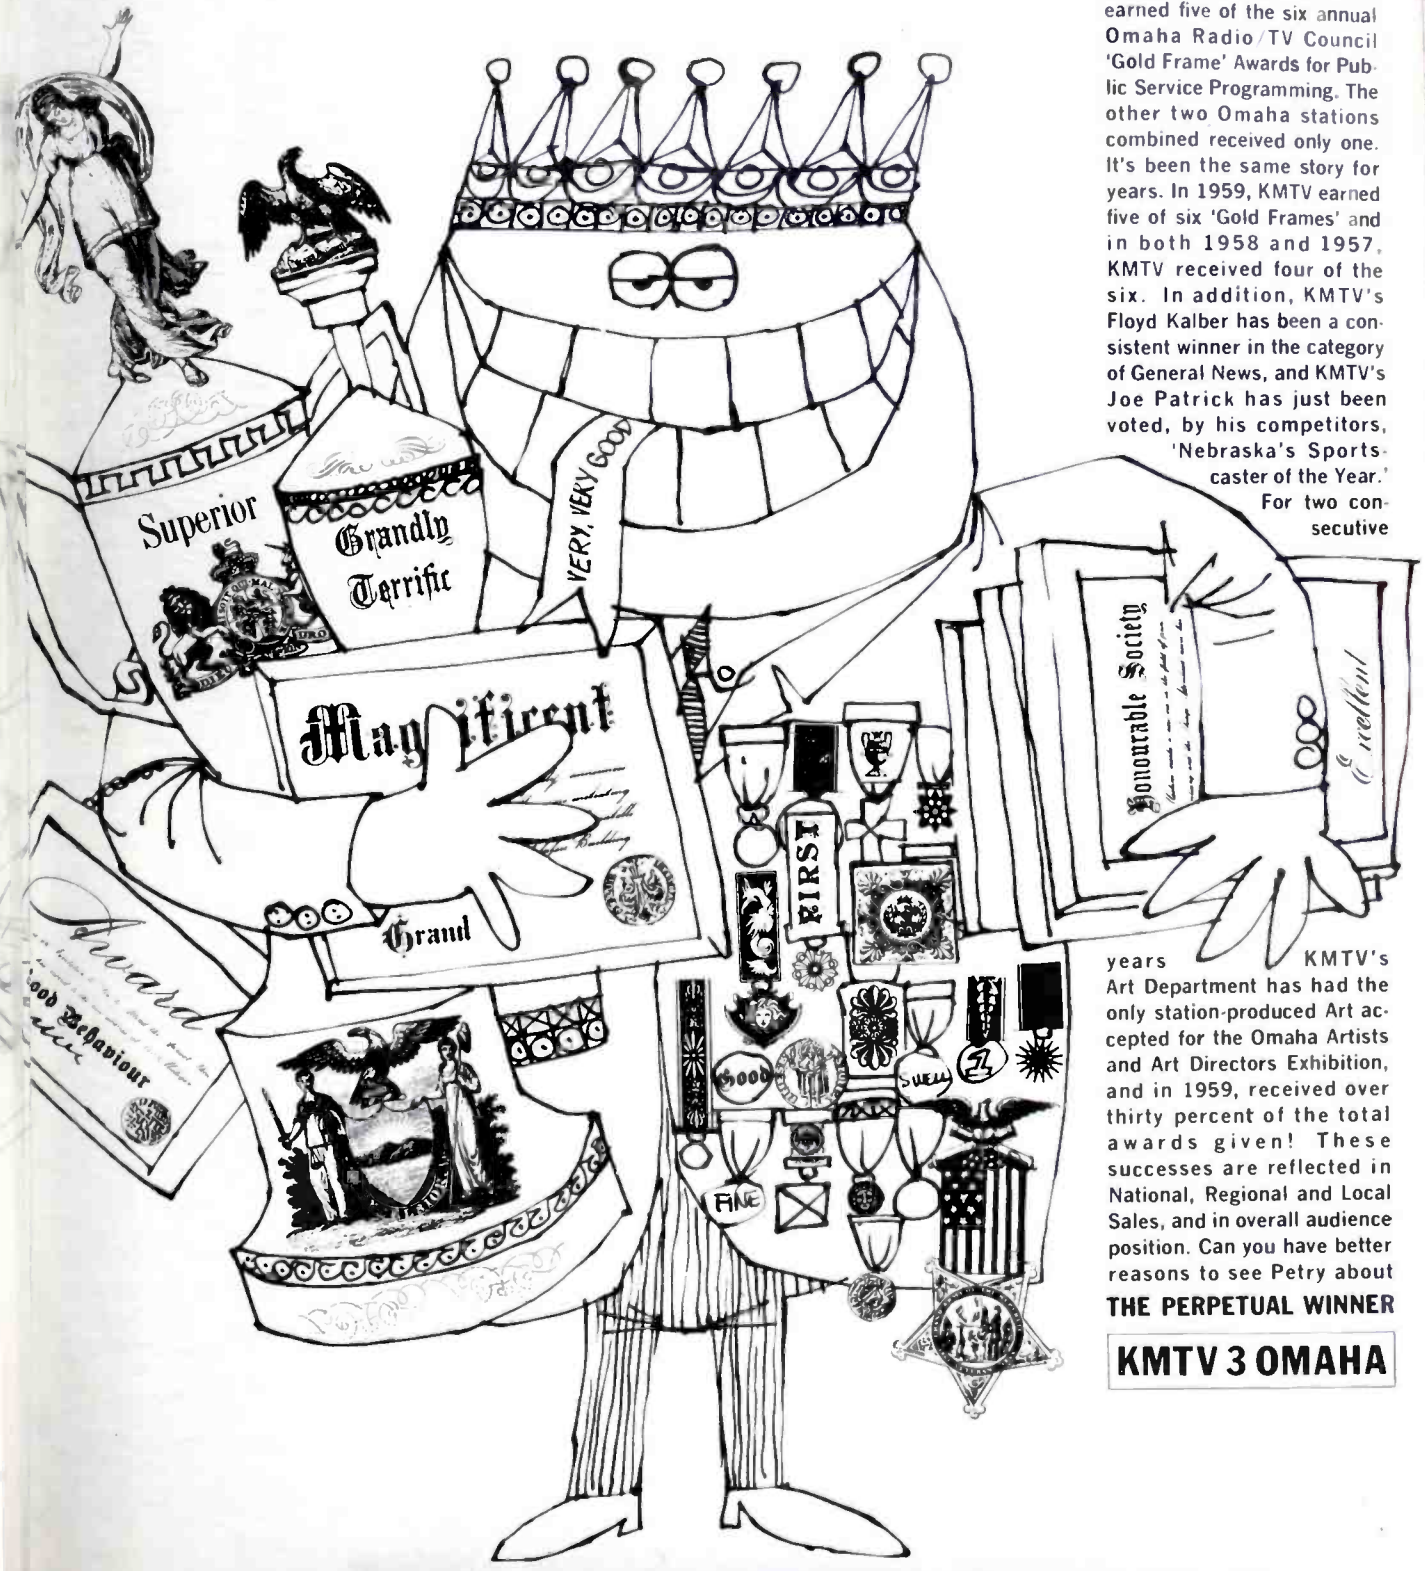 earned five of the six annual
Omaha Radio/TV Council
'Gold Frame' Awards for Pub-
lic Service Programming. The
other two Omaha stations
combined received only one.
It's been the same story for
years. In 1959, KMTV earned
five of six 'Gold Frames' and
in both 1958 and 1957,
KMTV received four of the
six. In addition, KMTV's
Floyd Kalber has been a con-
sistent winner in the category
of General News, and KMTV's
Joe Patrick has just been
voted, by his competitors,
'Nebraska's Sports-
caster of the Year.'
For two con-
secutive
years KMTV's
Art Department has had the
only station-produced Art ac-
cepted for the Omaha Artists
and Art Directors Exhibition,
and in 1959, received over
thirty percent of the total
awards given! These
successes are reflected in
National, Regional and Local
Sales, and in overall audience
position. Can you have better
reasons to see Petry about
THE PERPETUAL WINNER
KMTV 3 OMAHA
VERY, VERY GOOD
Superior
Grandly
Terrific
Magnificent
Grand
Award
Good Behaviour
Honourable Society
Excellent
FIRST
Good
SWELL
1
FINE